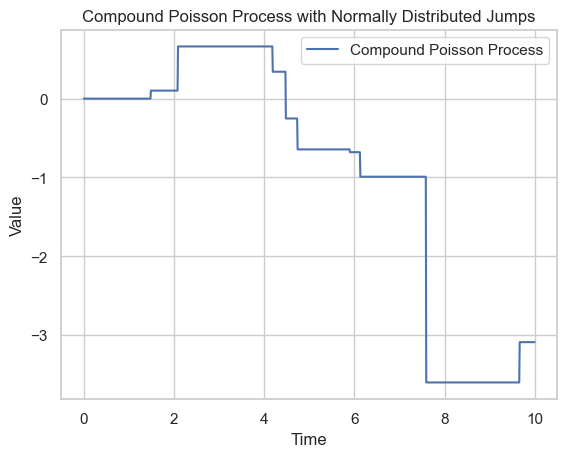 Compound Poisson Process with Normally Distributed Jumps
Compound Poisson Process
0
−1
−2
−3
Value
0 2 4 6 8 10
Time